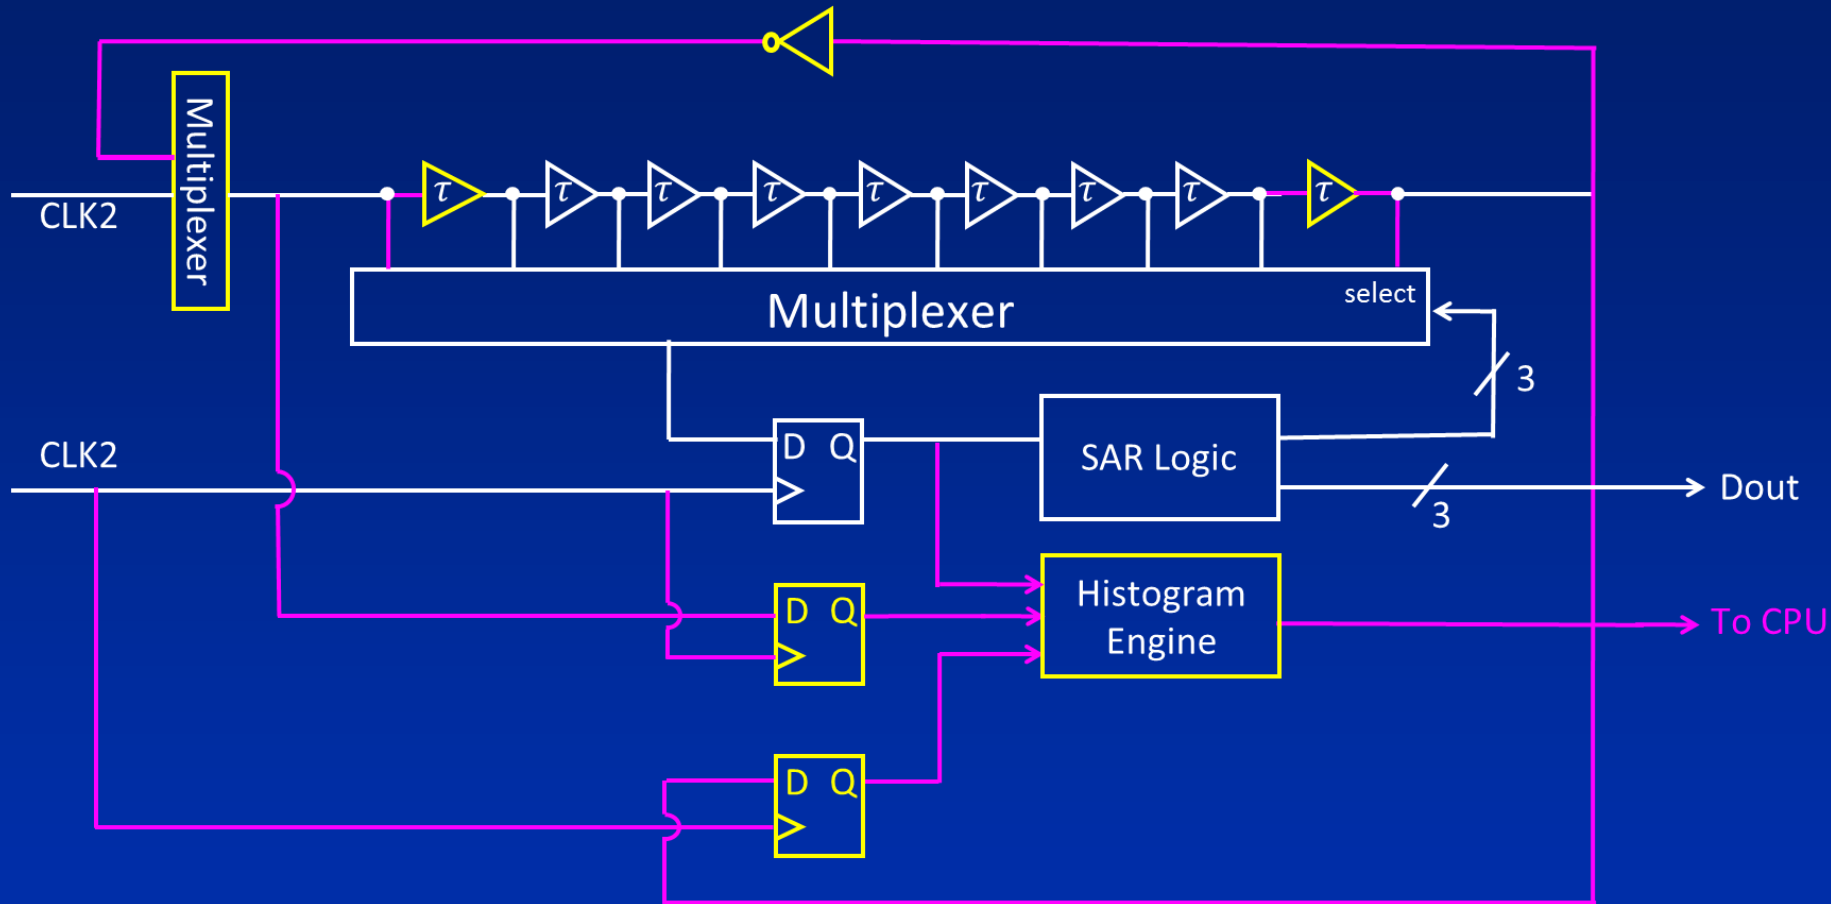 Multiplexer
CLK2
τ τ τ τ τ τ τ τ τ
select
Multiplexer
3
CLK2
D Q
SAR Logic
Dout
3
D Q
Histogram
Engine
To CPU
D Q